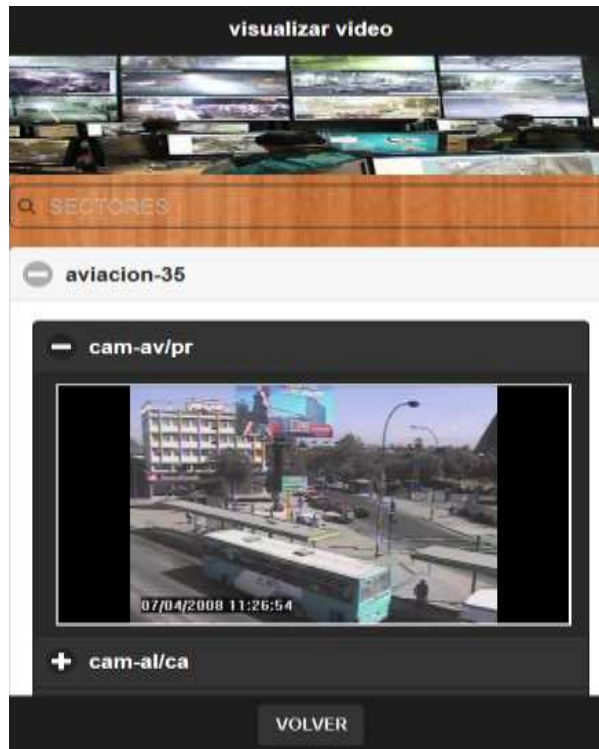 visualizar video
SECTORES
aviacion-35
cam-av/pr
07/04/2008 11:26:54
cam-al/ca
VOLVER